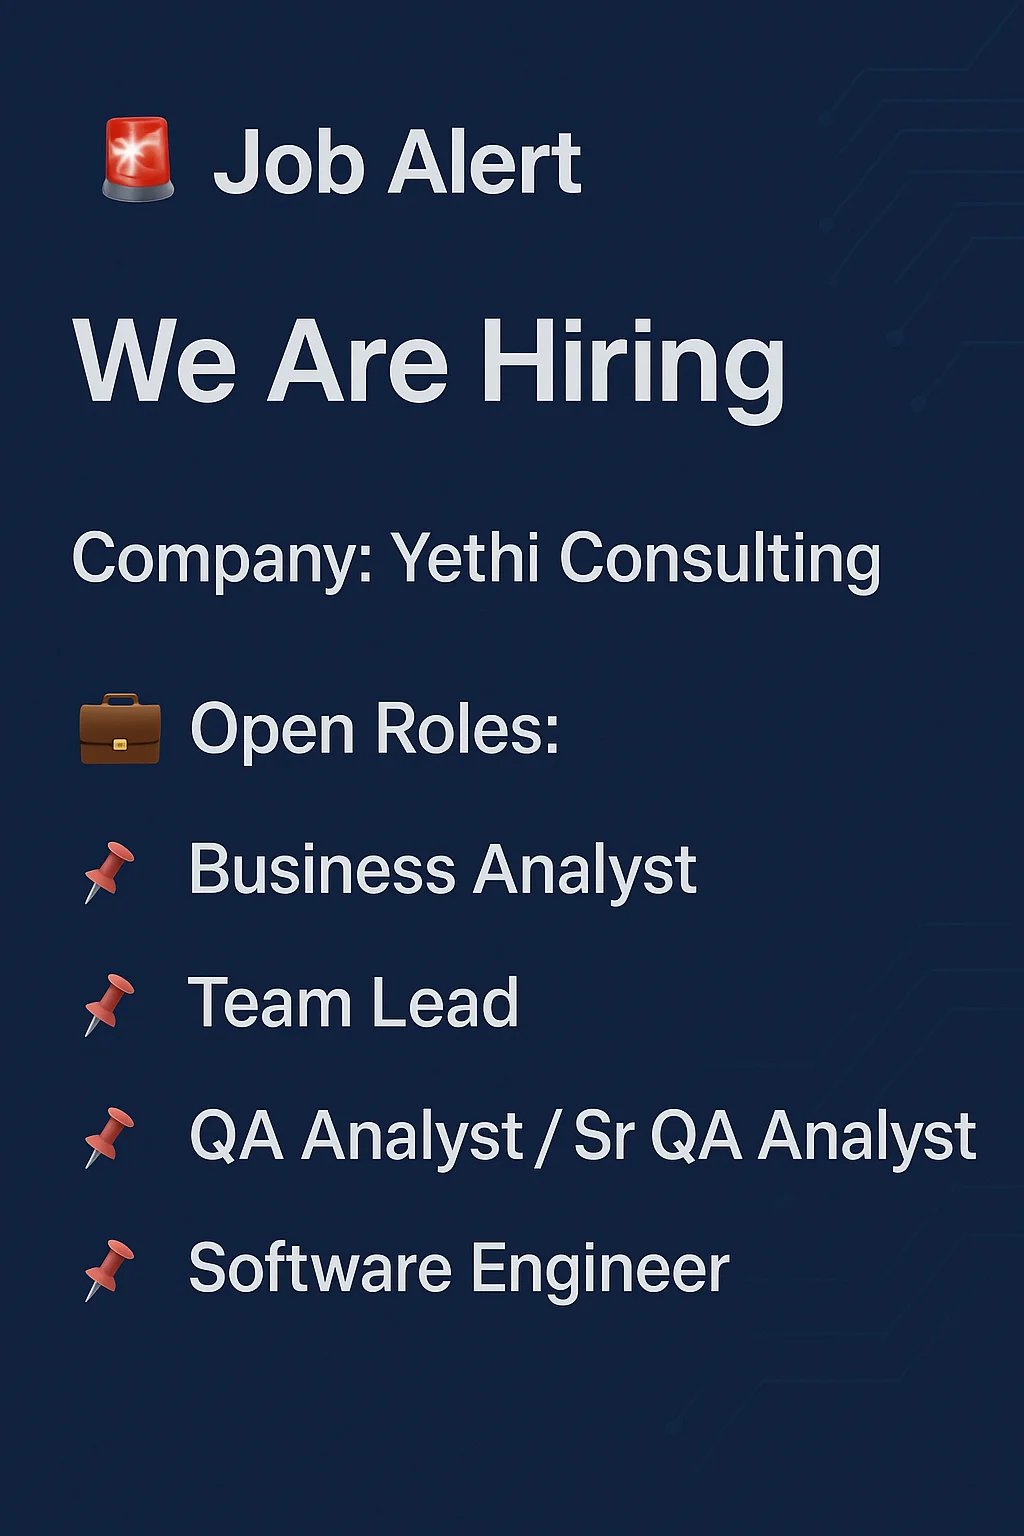 Job Alert
We Are Hiring
Company: Yethi Consulting
Open Roles:
Business Analyst
Team Lead
QA Analyst / Sr QA Analyst
Software Engineer